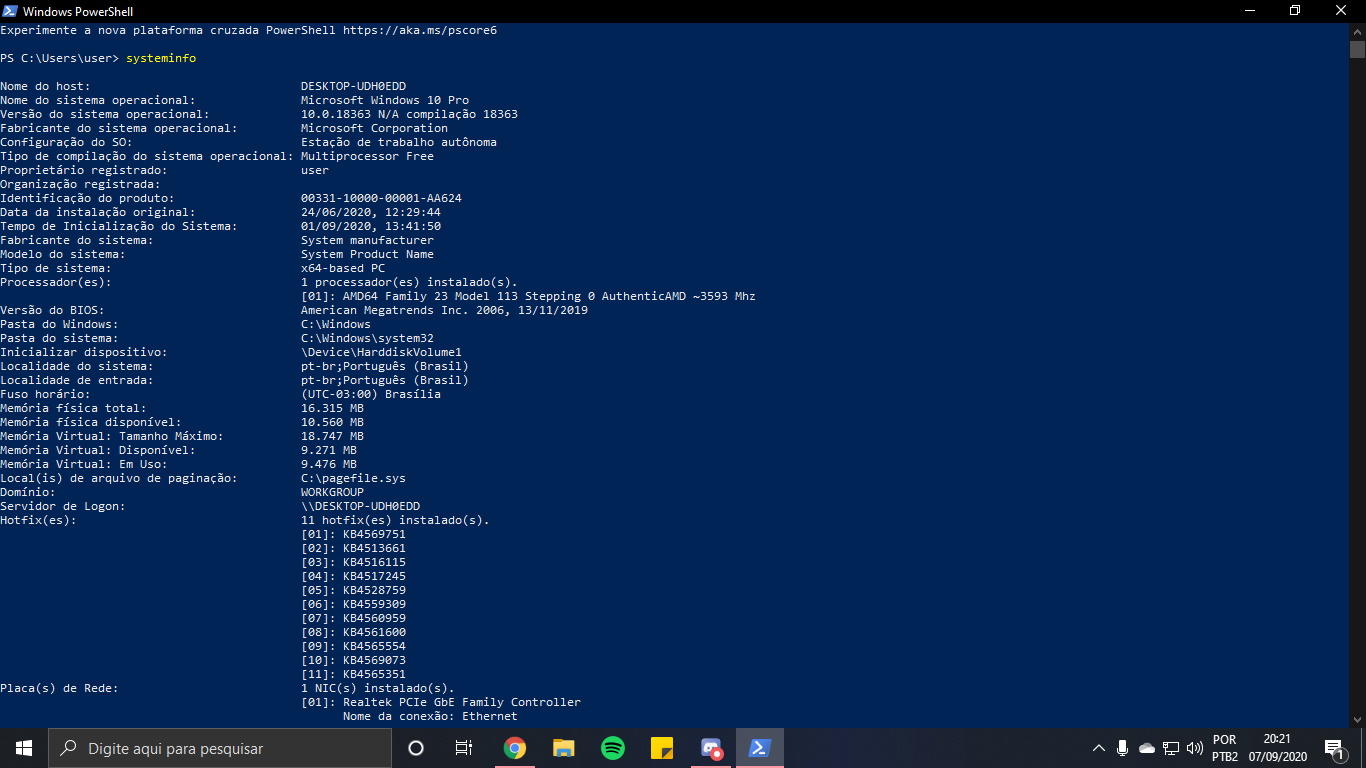 Windows PowerShell
Experimente a nova plataforma cruzada PowerShell https://aka.ms/pscore6
PS C:\Users\user> systeminfo
Nome do host: DESKTOP-UDH0EDD
Nome do sistema operacional: Microsoft Windows 10 Pro
Versão do sistema operacional: 10.0.18363 N/A compilação 18363
Fabricante do sistema operacional: Microsoft Corporation
Configuração do SO: Estação de trabalho autônoma
Tipo de compilação do sistema operacional: Multiprocessor Free
Proprietário registrado: user
Organização registrada:
Identificação do produto: 00331-10000-00001-AA624
Data da instalação original: 24/06/2020, 12:29:44
Tempo de Inicialização do Sistema: 01/09/2020, 13:41:50
Fabricante do sistema: System manufacturer
Modelo do sistema: System Product Name
Tipo de sistema: x64-based PC
Processador(es): 1 processador(es) instalado(s).
[01]: AMD64 Family 23 Model 113 Stepping 0 AuthenticAMD ~3593 Mhz
Versão do BIOS: American Megatrends Inc. 2006, 13/11/2019
Pasta do Windows: C:\Windows
Pasta do sistema: C:\Windows\system32
Inicializar dispositivo: \Device\HarddiskVolume1
Localidade do sistema: pt-br;Português (Brasil)
Localidade de entrada: pt-br;Português (Brasil)
Fuso horário: (UTC-03:00) Brasília
Memória física total: 16.315 MB
Memória física disponível: 10.560 MB
Memória Virtual: Tamanho Máximo: 18.747 MB
Memória Virtual: Disponível: 9.271 MB
Memória Virtual: Em Uso: 9.476 MB
Local(is) de arquivo de paginação: C:\pagefile.sys
Domínio: WORKGROUP
Servidor de Logon: \\DESKTOP-UDH0EDD
Hotfix(es): 11 hotfix(es) instalado(s).
[01]: KB4569751
[02]: KB4513661
[03]: KB4516115
[04]: KB4517245
[05]: KB4528759
[06]: KB4559309
[07]: KB4560959
[08]: KB4561600
[09]: KB4565554
[10]: KB4569073
[11]: KB4565351
Placa(s) de Rede: 1 NIC(s) instalado(s).
[01]: Realtek PCIe GbE Family Controller
Nome da conexão: Ethernet
Digite aqui para pesquisar
POR
PTB2
20:21
07/09/2020
1